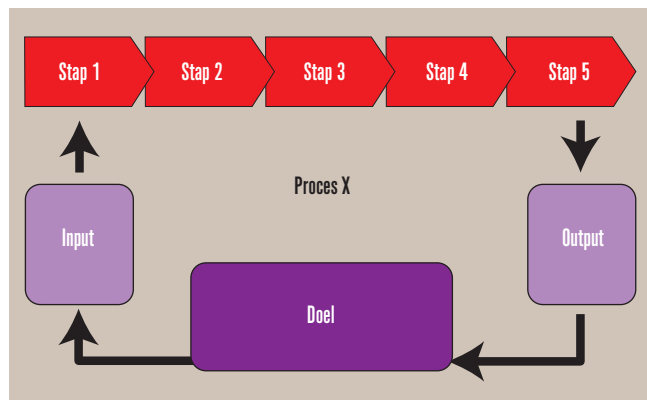 Stap 1
Stap 2
Stap 3
Stap 4
Stap 5
Proces X
Input
Output
Doel